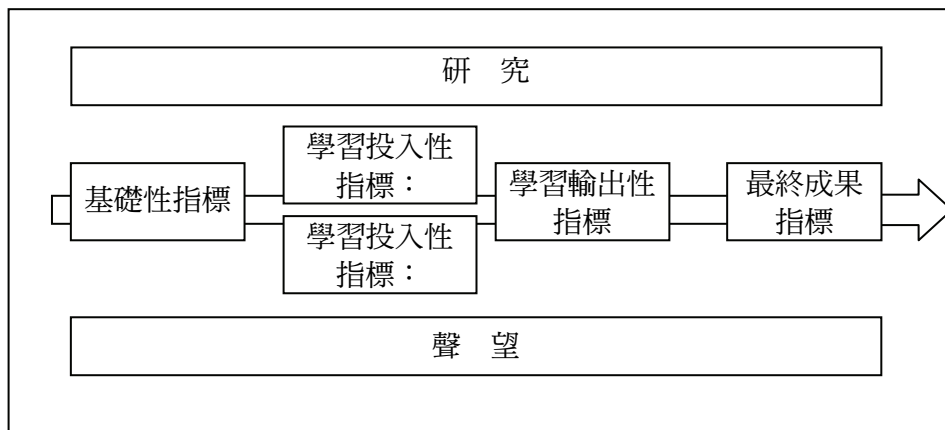 研 究
基礎性指標
學習投入性
指標：
學習投入性
指標：
學習輸出性
指標
最終成果
指標
聲 望